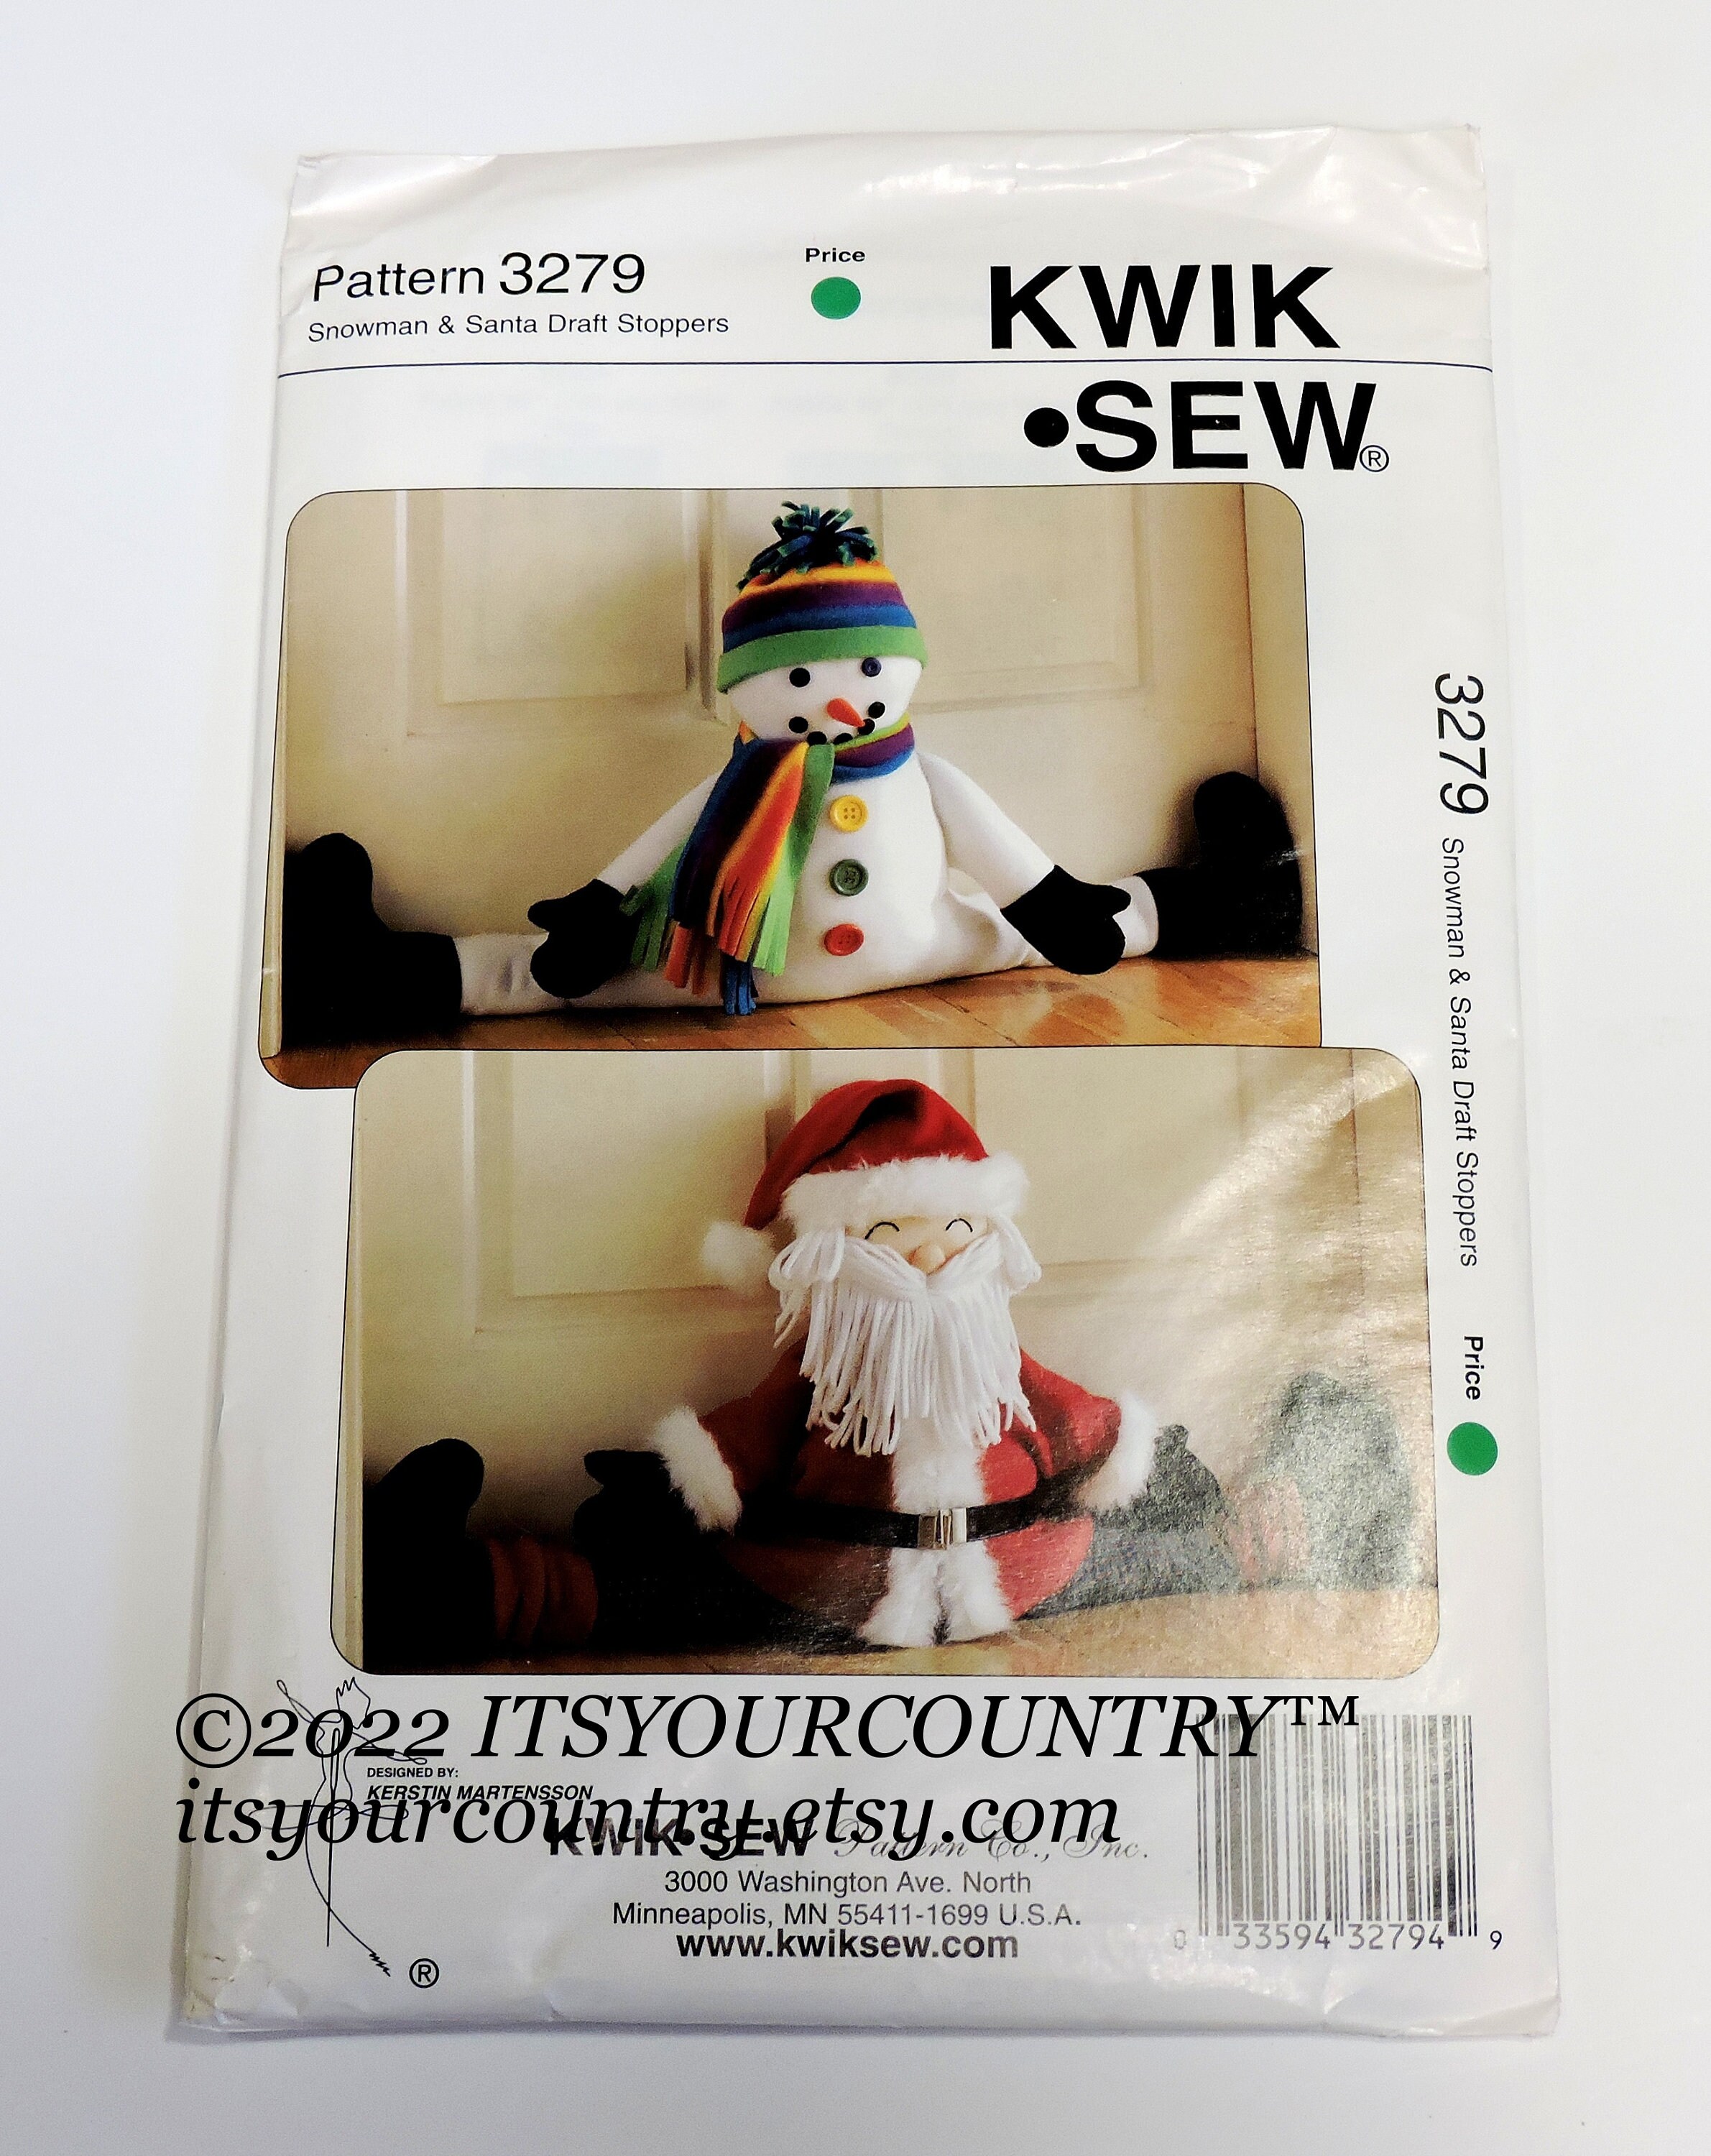 Pattern 3279
Snowman & Santa Draft Stoppers
Price
KWIK
•SEW®
3279 Snowman & Santa Draft Stoppers Price
©2022 ITSYOURCOUNTRY™
DESIGNED BY:
KERSTIN MARTENSSON
itsyourcountry.etsy.com
KWIK•SEW Pattern Co., Inc.
3000 Washington Ave. North
Minneapolis, MN 55411-1699 U.S.A.
www.kwiksew.com
®
0 33594 32794 9